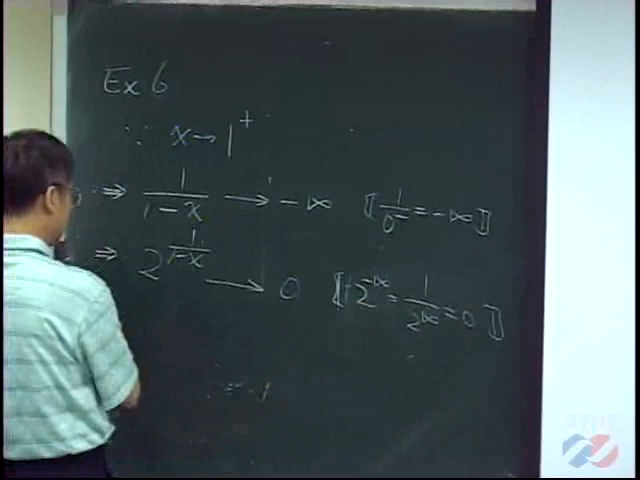 Ex 6
∵ x → 1⁺
⇒ 1/(1-x) → -∞ 〚1/0⁻ = -∞〛
⇒ 2^(1/(1-x)) → 0 〚2^(-∞) = 1/2^∞ = 0〛